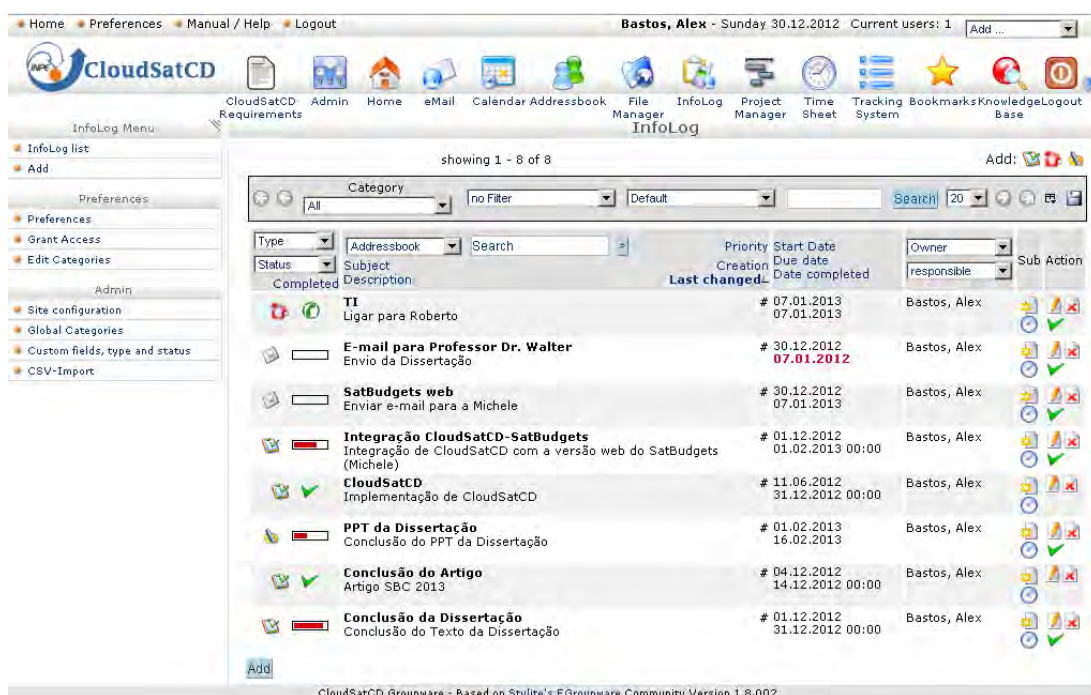 Home Preferences Manual / Help Logout Bastos, Alex - Sunday 30.12.2012 Current users: 1 Add ...
INPE CloudSatCD
CloudSatCD Requirements Admin Home eMail Calendar Addressbook File Manager InfoLog Project Manager Time Sheet Tracking System Bookmarks Knowledge Base Logout
InfoLog Menu
InfoLog list
Add
Preferences
Preferences
Grant Access
Edit Categories
Admin
Site configuration
Global Categories
Custom fields, type and status
CSV-Import
InfoLog
showing 1 - 8 of 8 Add:
Category
All no Filter Default Search 20
Type Addressbook Search Priority Start Date Owner
Status Subject Creation Due date responsible Sub Action
Completed Description Last changed Date completed
TI # 07.01.2013 Bastos, Alex
Ligar para Roberto 07.01.2013
E-mail para Professor Dr. Walter # 30.12.2012 Bastos, Alex
Envio da Dissertação 07.01.2012
SatBudgets web # 30.12.2012 Bastos, Alex
Enviar e-mail para a Michele 07.01.2013
Integração CloudSatCD-SatBudgets # 01.12.2012 Bastos, Alex
Integração de CloudSatCD com a versão web do SatBudgets 01.02.2013 00:00
(Michele)
CloudSatCD # 11.06.2012 Bastos, Alex
Implementação de CloudSatCD 31.12.2012 00:00
PPT da Dissertação # 01.02.2013 Bastos, Alex
Conclusão do PPT da Dissertação 16.02.2013
Conclusão do Artigo # 04.12.2012 Bastos, Alex
Artigo SBC 2013 14.12.2012 00:00
Conclusão da Dissertação # 01.12.2012 Bastos, Alex
Conclusão do Texto da Dissertação 31.12.2012 00:00
Add
CloudSatCD Groupware - Based on Stylite's EGroupware Community Version 1.8.002